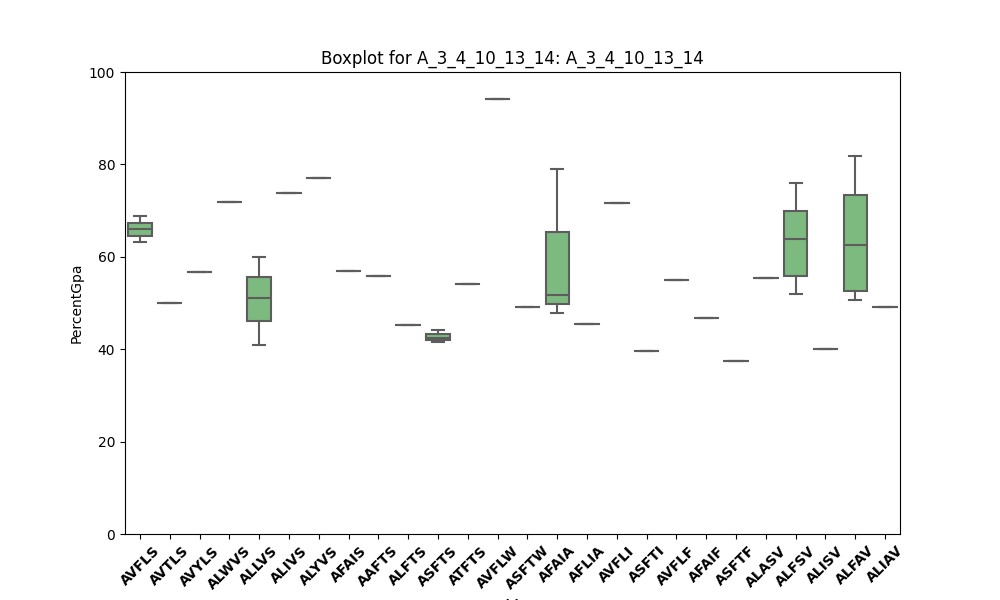 Boxplot for A_3_4_10_13_14: A_3_4_10_13_14
100
80
60
40
20
0
PercentGpa
AVFLS AVTLS AVYLS ALWVS ALLVS ALIVS ALYVS AFAIS AAFTS ALFTS ASFTS ATFTS AVFLW ASFTW AFAIA AFLIA AVFLI ASFTI AVFLF AFAIF ASFTF ALASV ALFSV ALISV ALFAV ALIAV